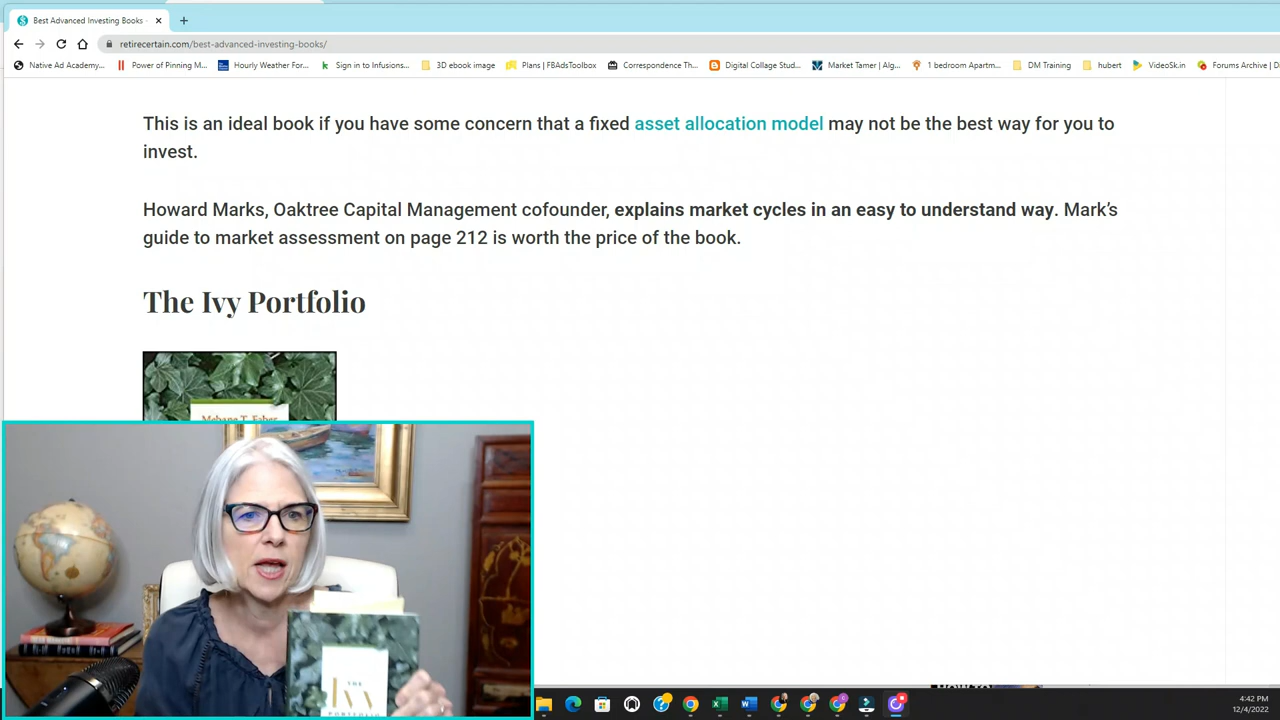 Best Advanced Investing Books
retirecertain.com/best-advanced-investing-books/
Native Ad Academy...
Power of Pinning M...
Hourly Weather For...
Sign in to Infusions...
3D ebook image
Plans | FBAdsToolbox
Correspondence Th...
Digital Collage Stud...
Market Tamer | Alg...
1 bedroom Apartm...
DM Training
hubert
VideoSk.in
Forums Archive | D
This is an ideal book if you have some concern that a fixed asset allocation model may not be the best way for you to
invest.
Howard Marks, Oaktree Capital Management cofounder, explains market cycles in an easy to understand way. Mark's
guide to market assessment on page 212 is worth the price of the book.
The Ivy Portfolio
Mebane T. Faber
THE
Ivy
PORTFOLIO
4:42 PM
12/4/2022